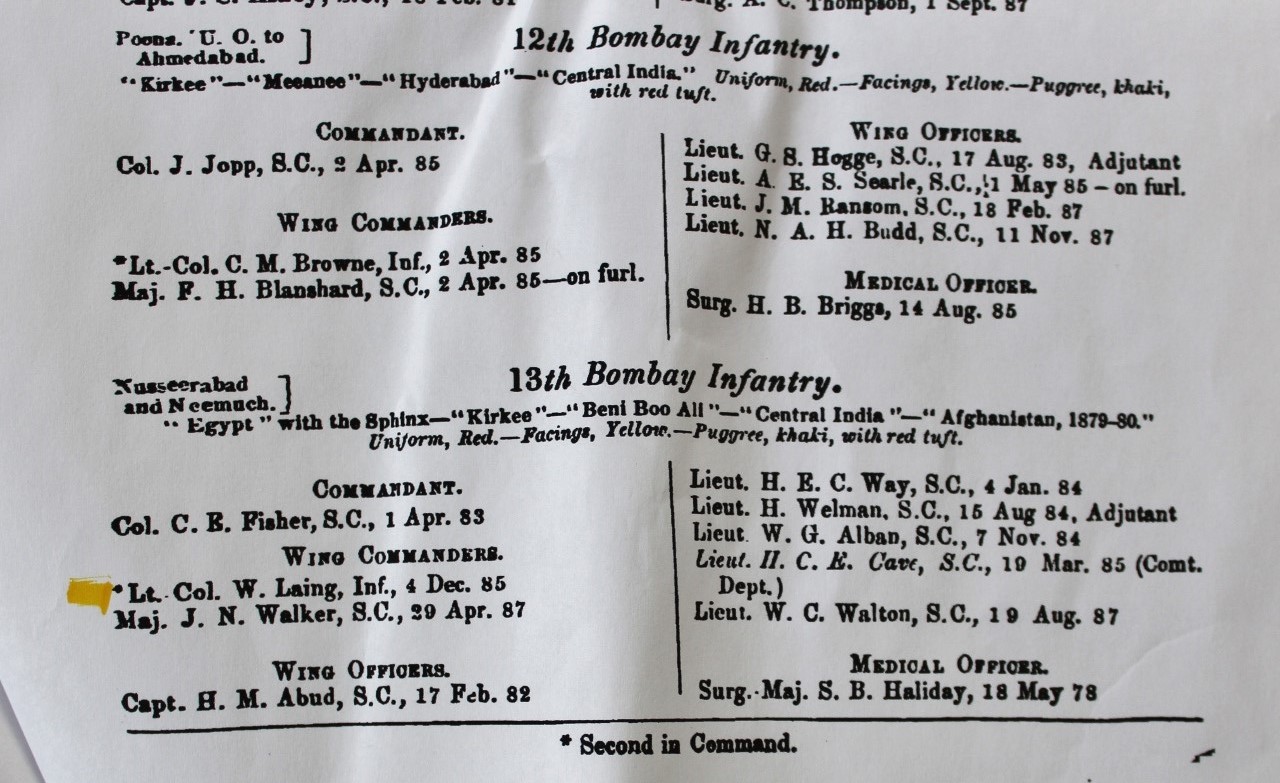 Surg. A. C. Thompson, 1 Sept. 87
Poona. U. O. to
Ahmedabad.
12th Bombay Infantry.
"Kirkee"—"Meeanee"—"Hyderabad"—"Central India." Uniform, Red.—Facings, Yellow.—Puggree, khaki,
with red tuft.
COMMANDANT.
Col. J. Jopp, S.C., 2 Apr. 85
WING COMMANDERS.
*Lt.-Col. C. M. Browne, Inf., 2 Apr. 85
Maj. F. H. Blanshard, S.C., 2 Apr. 85—on furl.
WING OFFICERS.
Lieut. G. S. Hogge, S.C., 17 Aug. 83, Adjutant
Lieut. A. E. S. Searle, S.C., 1 May 85 – on furl.
Lieut. J. M. Ransom, S.C., 18 Feb. 87
Lieut. N. A. H. Budd, S.C., 11 Nov. 87
MEDICAL OFFICER.
Surg. H. B. Briggs, 14 Aug. 85
Nusseerabad
and Neemuch.
13th Bombay Infantry.
"Egypt" with the Sphinx—"Kirkee"—"Beni Boo Ali"—"Central India"—"Afghanistan, 1879–80."
Uniform, Red.—Facings, Yellow.—Puggree, khaki, with red tuft.
COMMANDANT.
Col. C. E. Fisher, S.C., 1 Apr. 83
WING COMMANDERS.
*Lt.-Col. W. Laing, Inf., 4 Dec. 85
Maj. J. N. Walker, S.C., 29 Apr. 87
WING OFFICERS.
Capt. H. M. Abud, S.C., 17 Feb. 82
Lieut. H. E. C. Way, S.C., 4 Jan. 84
Lieut. H. Welman, S.C., 15 Aug 84, Adjutant
Lieut. W. G. Alban, S.C., 7 Nov. 84
Lieut. H. C. E. Cave, S.C., 19 Mar. 85 (Comt.
Dept.)
Lieut. W. C. Walton, S.C., 19 Aug. 87
MEDICAL OFFICER.
Surg.-Maj. S. B. Haliday, 18 May 78
* Second in Command.